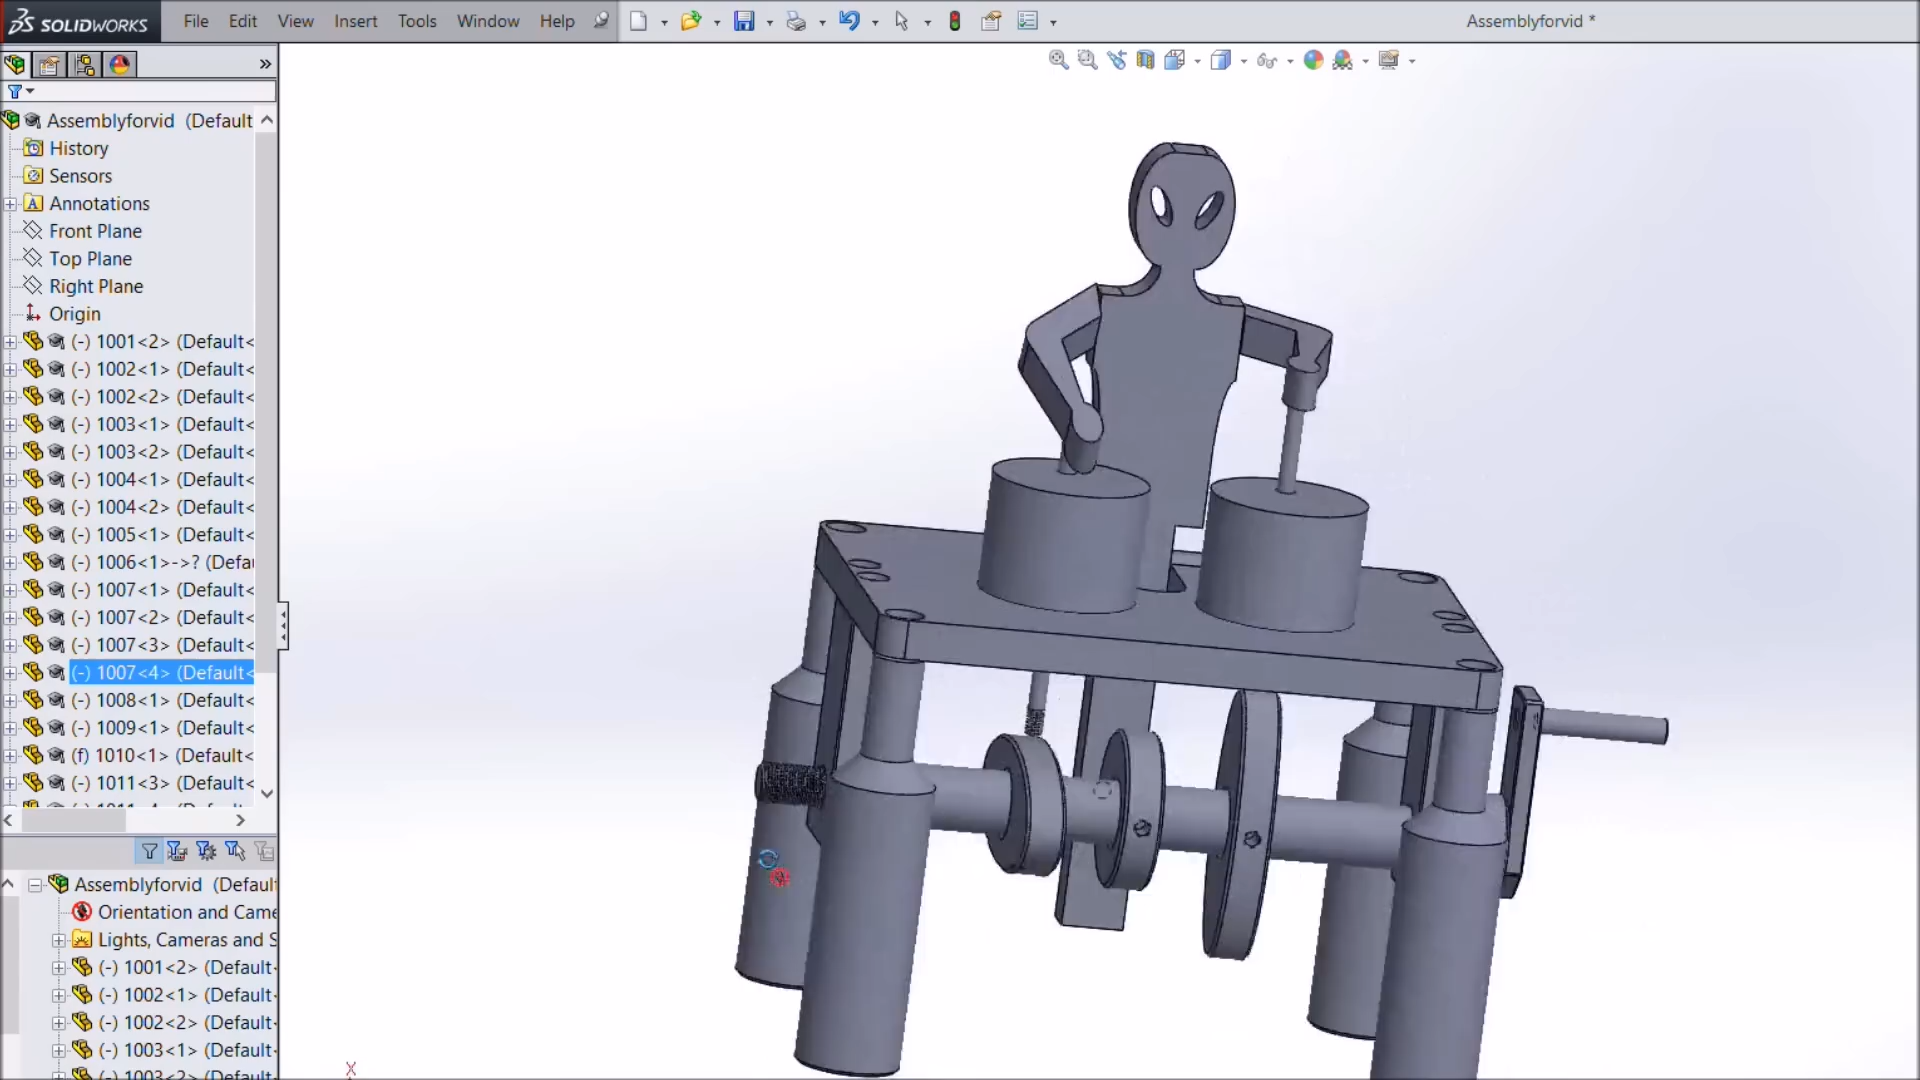 SOLIDWORKS File Edit View Insert Tools Window Help Assemblyforvid *
Assemblyforvid (Default
History
Sensors
A Annotations
Front Plane
Top Plane
Right Plane
Origin
(-) 1001<2> (Default<
(-) 1002<1> (Default<
(-) 1002<2> (Default<
(-) 1003<1> (Default<
(-) 1003<2> (Default<
(-) 1004<1> (Default<
(-) 1004<2> (Default<
(-) 1005<1> (Default<
(-) 1006<1>->? (Defau
(-) 1007<1> (Default<
(-) 1007<2> (Default<
(-) 1007<3> (Default<
(-) 1007<4> (Default<
(-) 1008<1> (Default<
(-) 1009<1> (Default<
(f) 1010<1> (Default<
(-) 1011<3> (Default<
Assemblyforvid (Default
Orientation and Came
Lights, Cameras and S
(-) 1001<2> (Default
(-) 1002<1> (Default
(-) 1002<2> (Default
(-) 1003<1> (Default
X